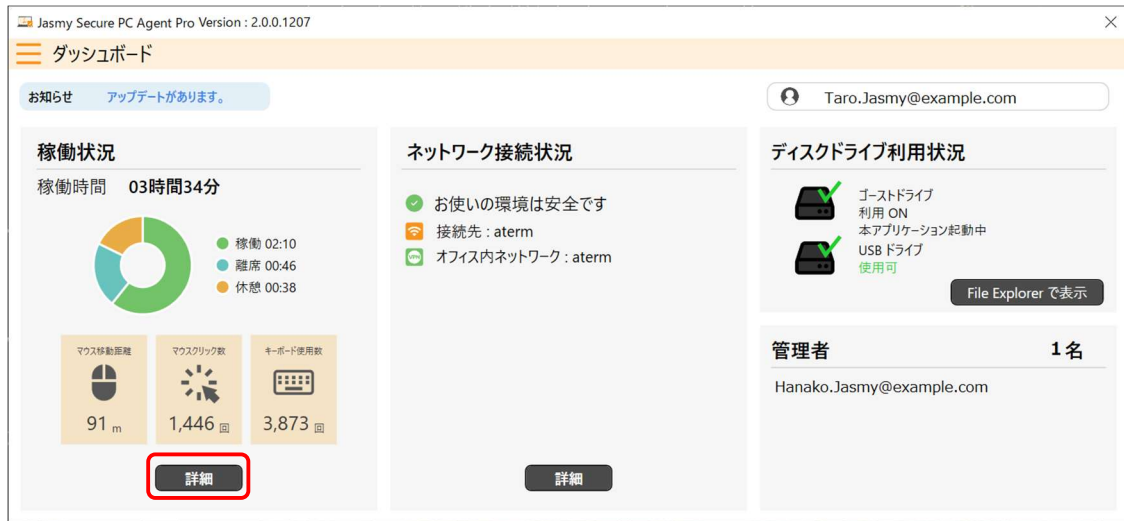 Jasmy Secure PC Agent Pro Version : 2.0.0.1207
ダッシュボード
お知らせ アップデートがあります。
Taro.Jasmy@example.com
稼働状況
稼働時間 03時間34分
稼働 02:10
離席 00:46
休憩 00:38
マウス移動距離 マウスクリック数 キーボード使用数
91 m 1,446 回 3,873 回
詳細
ネットワーク接続状況
お使いの環境は安全です
接続先 : aterm
VPN オフィス内ネットワーク : aterm
詳細
ディスクドライブ利用状況
ゴーストドライブ
利用 ON
本アプリケーション起動中
USB ドライブ
使用可
File Explorer で表示
管理者 1名
Hanako.Jasmy@example.com